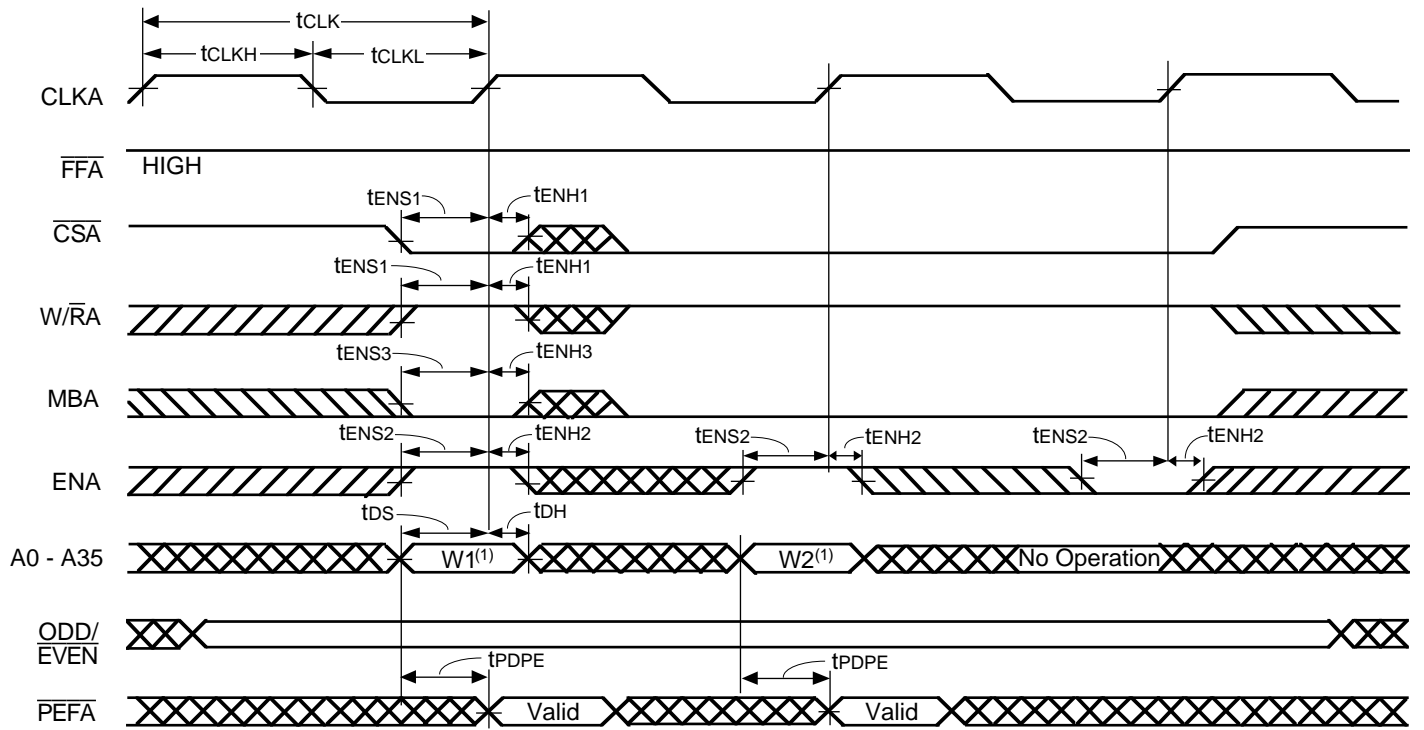 tCLK
tCLKH
tCLKL
CLKA
FFA
HIGH
tENS1
tENH1
CSA
tENS1
tENH1
W/RA
tENS3
tENH3
MBA
tENS2
tENH2
tENS2
tENH2
tENS2
tENH2
ENA
tDS
tDH
A0 - A35
W1(1)
W2(1)
No Operation
ODD/
EVEN
tPDPE
tPDPE
PEFA
Valid
Valid